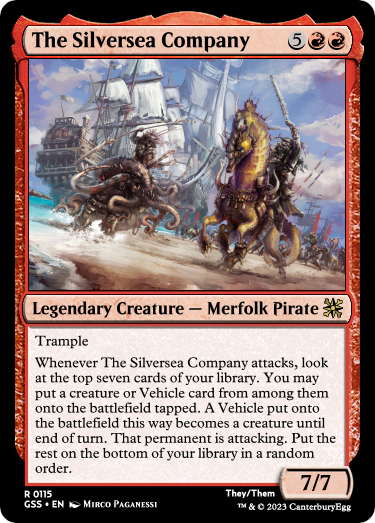 The Silversea Company 5
Legendary Creature — Merfolk Pirate
Trample
Whenever The Silversea Company attacks, look
at the top seven cards of your library. You may
put a creature or Vehicle card from among them
onto the battlefield tapped. A Vehicle put onto
the battlefield this way becomes a creature until
end of turn. That permanent is attacking. Put the
rest on the bottom of your library in a random
order.
7/7
R 0115 They/Them
GSS • EN Mirco Paganessi ™ & © 2023 CanterburyEgg